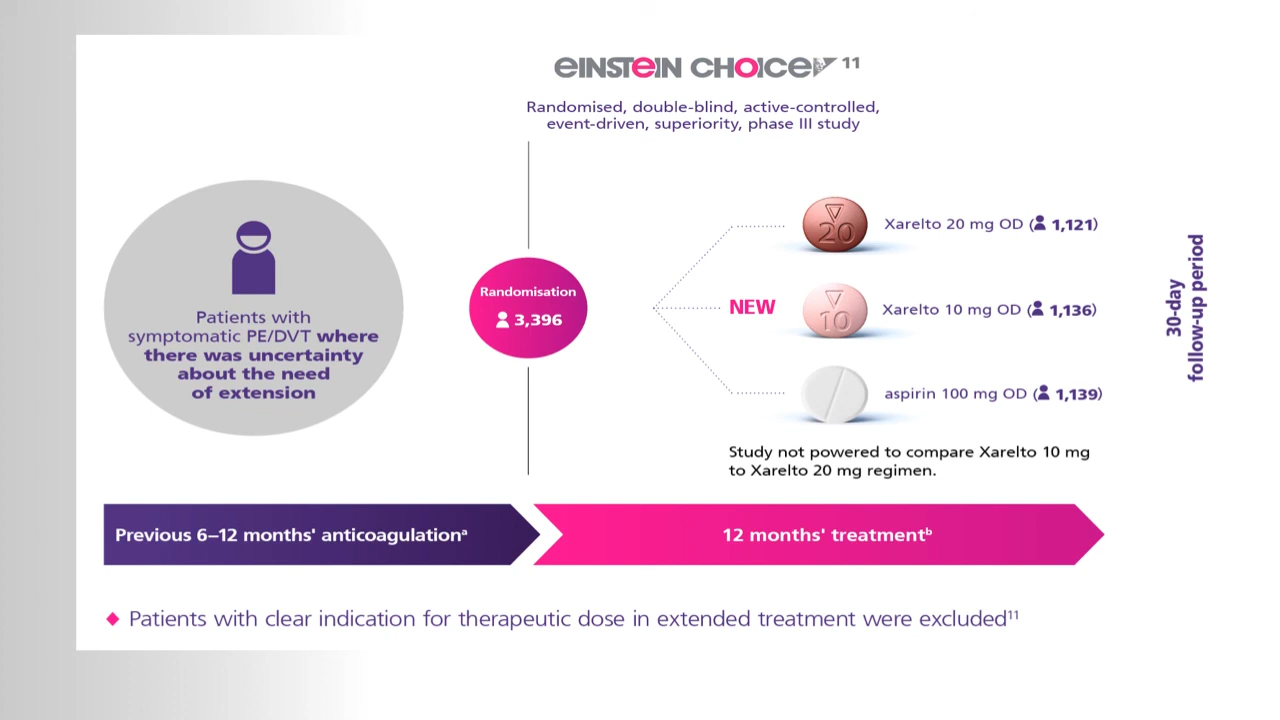 EINSTEIN CHOICE 11
Randomised, double-blind, active-controlled,
event-driven, superiority, phase III study
Patients with
symptomatic PE/DVT where
there was uncertainty
about the need
of extension
Randomisation
3,396
20
Xarelto 20 mg OD (1,121)
NEW
10
Xarelto 10 mg OD (1,136)
aspirin 100 mg OD (1,139)
Study not powered to compare Xarelto 10 mg
to Xarelto 20 mg regimen.
30-day
follow-up period
Previous 6–12 months' anticoagulationª
12 months' treatmentᵇ
Patients with clear indication for therapeutic dose in extended treatment were excluded¹¹